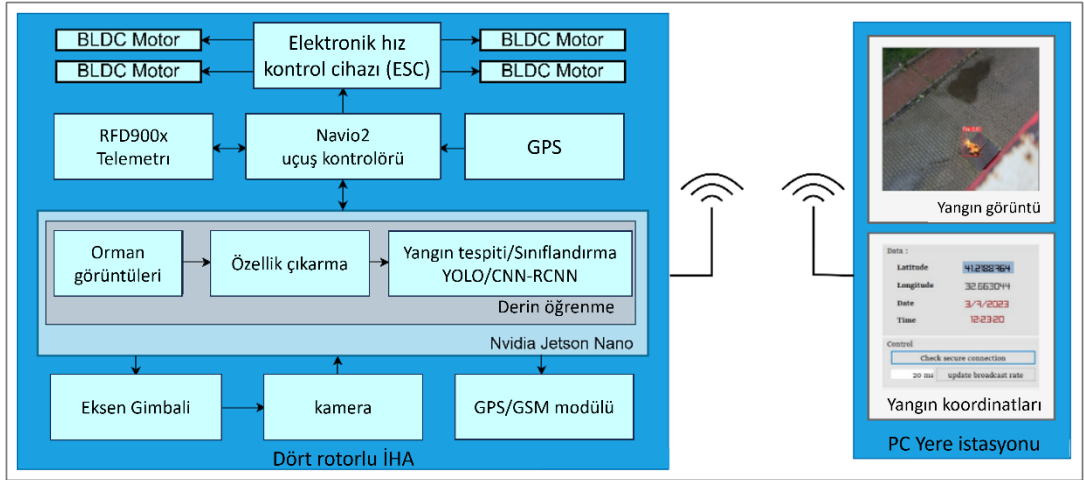 BLDC Motor
BLDC Motor
Elektronik hız
kontrol cihazı (ESC)
BLDC Motor
BLDC Motor
RFD900x
Telemetrı
Navio2
uçuş kontrolörü
GPS
Orman
görüntüleri
Özellik çıkarma
Yangın tespiti/Sınıflandırma
YOLO/CNN-RCNN
Derin öğrenme
Nvidia Jetson Nano
Eksen Gimbali
kamera
GPS/GSM modülü
Dört rotorlu İHA
Yangın görüntü
Data :
Latitude 41.2188764
Longitude 32.663044
Date 3/7/2023
Time 12:23:20
Control
Check secure connection
20 ms update broadcast rate
Yangın koordinatları
PC Yere istasyonu